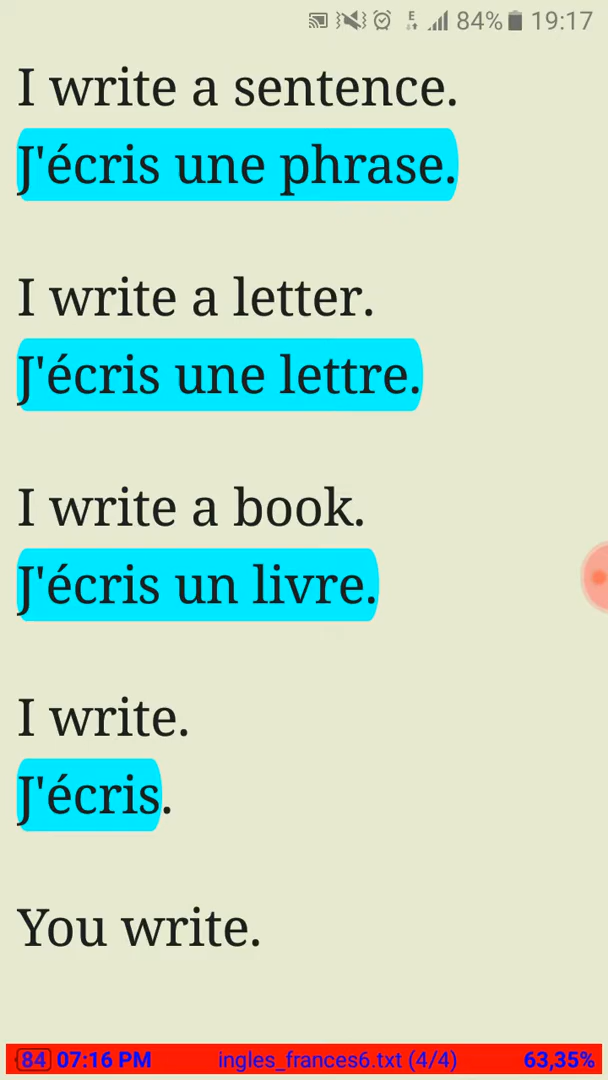 84% 19:17
I write a sentence.
J'écris une phrase.
I write a letter.
J'écris une lettre.
I write a book.
J'écris un livre.
I write.
J'écris.
You write.
84 07:16 PM ingles_frances6.txt (4/4) 63,35%